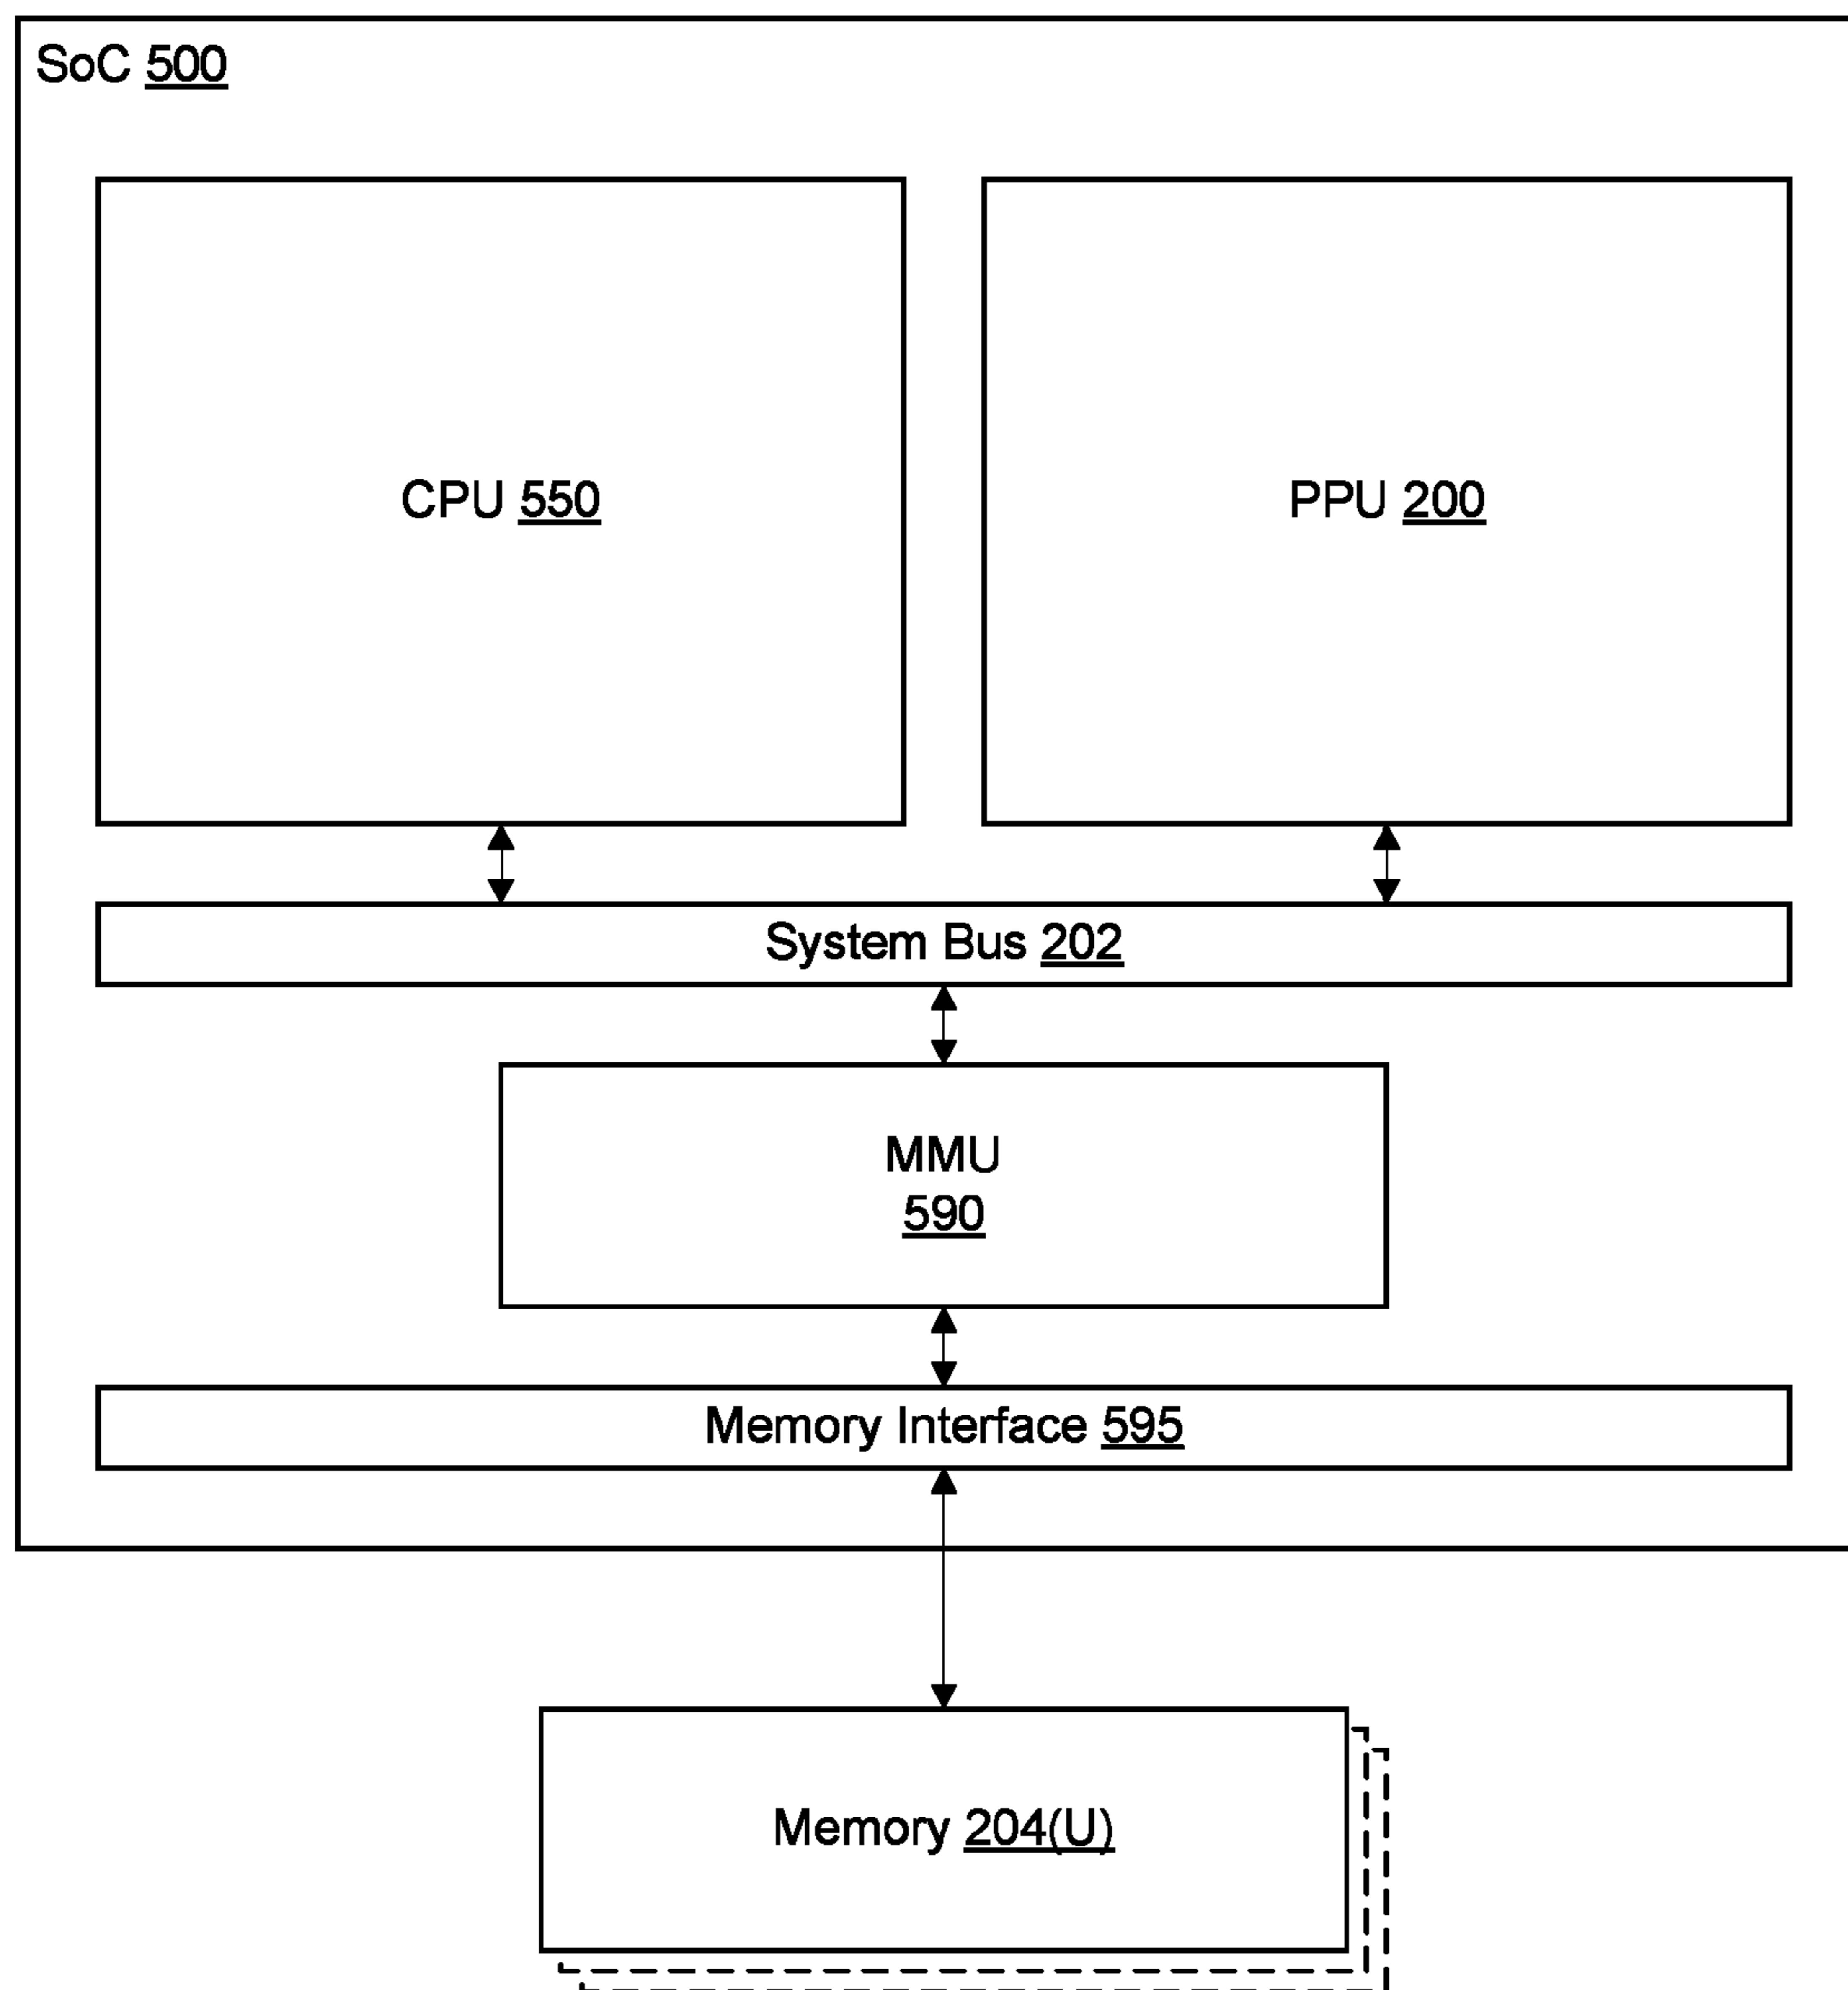 SoC 500
CPU 550
PPU 200
System Bus 202
MMU
590
Memory Interface 595
Memory 204(U)